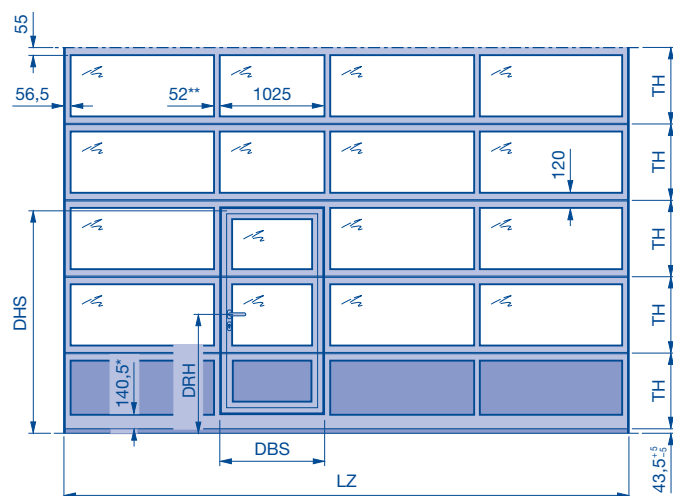 55
56,5
52**
1025
TH
TH
120
TH
DHS
TH
140,5*
DRH
TH
DBS
LZ
43,5 +5 -5